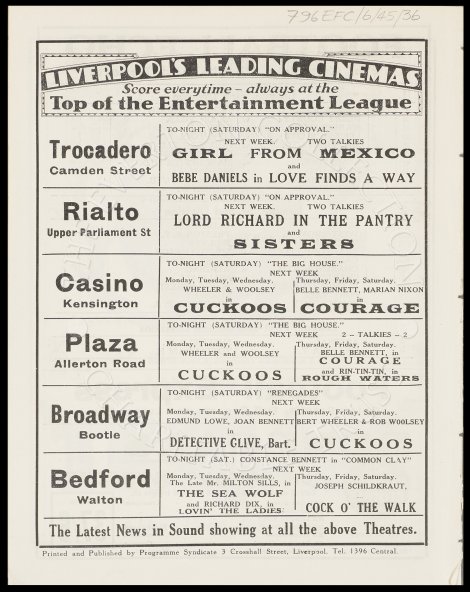 796EFC/6/45/36
LIVERPOOL'S LEADING CINEMAS
Score everytime – always at the
Top of the Entertainment League
Trocadero
Camden Street
TO-NIGHT (SATURDAY) "ON APPROVAL."
NEXT WEEK. TWO TALKIES
GIRL FROM MEXICO
and
BEBE DANIELS in LOVE FINDS A WAY
Rialto
Upper Parliament St
TO-NIGHT (SATURDAY) "ON APPROVAL."
NEXT WEEK. TWO TALKIES
LORD RICHARD IN THE PANTRY
and
SISTERS
Casino
Kensington
TO-NIGHT (SATURDAY) "THE BIG HOUSE."
NEXT WEEK
Monday, Tuesday, Wednesday.
WHEELER & WOOLSEY
in
CUCKOOS
Thursday, Friday, Saturday.
BELLE BENNETT, MARIAN NIXON
in
COURAGE
Plaza
Allerton Road
TO-NIGHT (SATURDAY) "THE BIG HOUSE."
NEXT WEEK 2 – TALKIES – 2
Monday, Tuesday, Wednesday.
WHEELER and WOOLSEY
in
CUCKOOS
Thursday, Friday, Saturday.
BELLE BENNETT, in
COURAGE
and RIN-TIN-TIN, in
ROUGH WATERS
Broadway
Bootle
TO-NIGHT (SATURDAY) "RENEGADES"
NEXT WEEK
Monday, Tuesday, Wednesday.
EDMUND LOWE, JOAN BENNETT
in
DETECTIVE CLIVE, Bart.
Thursday, Friday, Saturday.
BERT WHEELER & ROB WOOLSEY
in
CUCKOOS
Bedford
Walton
TO-NIGHT (SAT.) CONSTANCE BENNETT in "COMMON CLAY"
NEXT WEEK
Monday, Tuesday, Wednesday.
The Late Mr. MILTON SILLS, in
THE SEA WOLF
and RICHARD DIX, in
LOVIN' THE LADIES
Thursday, Friday, Saturday.
JOSEPH SCHILDKRAUT,
in
COCK O' THE WALK
The Latest News in Sound showing at all the above Theatres.
Printed and Published by Programme Syndicate 3 Crosshall Street, Liverpool. Tel. 1396 Central.